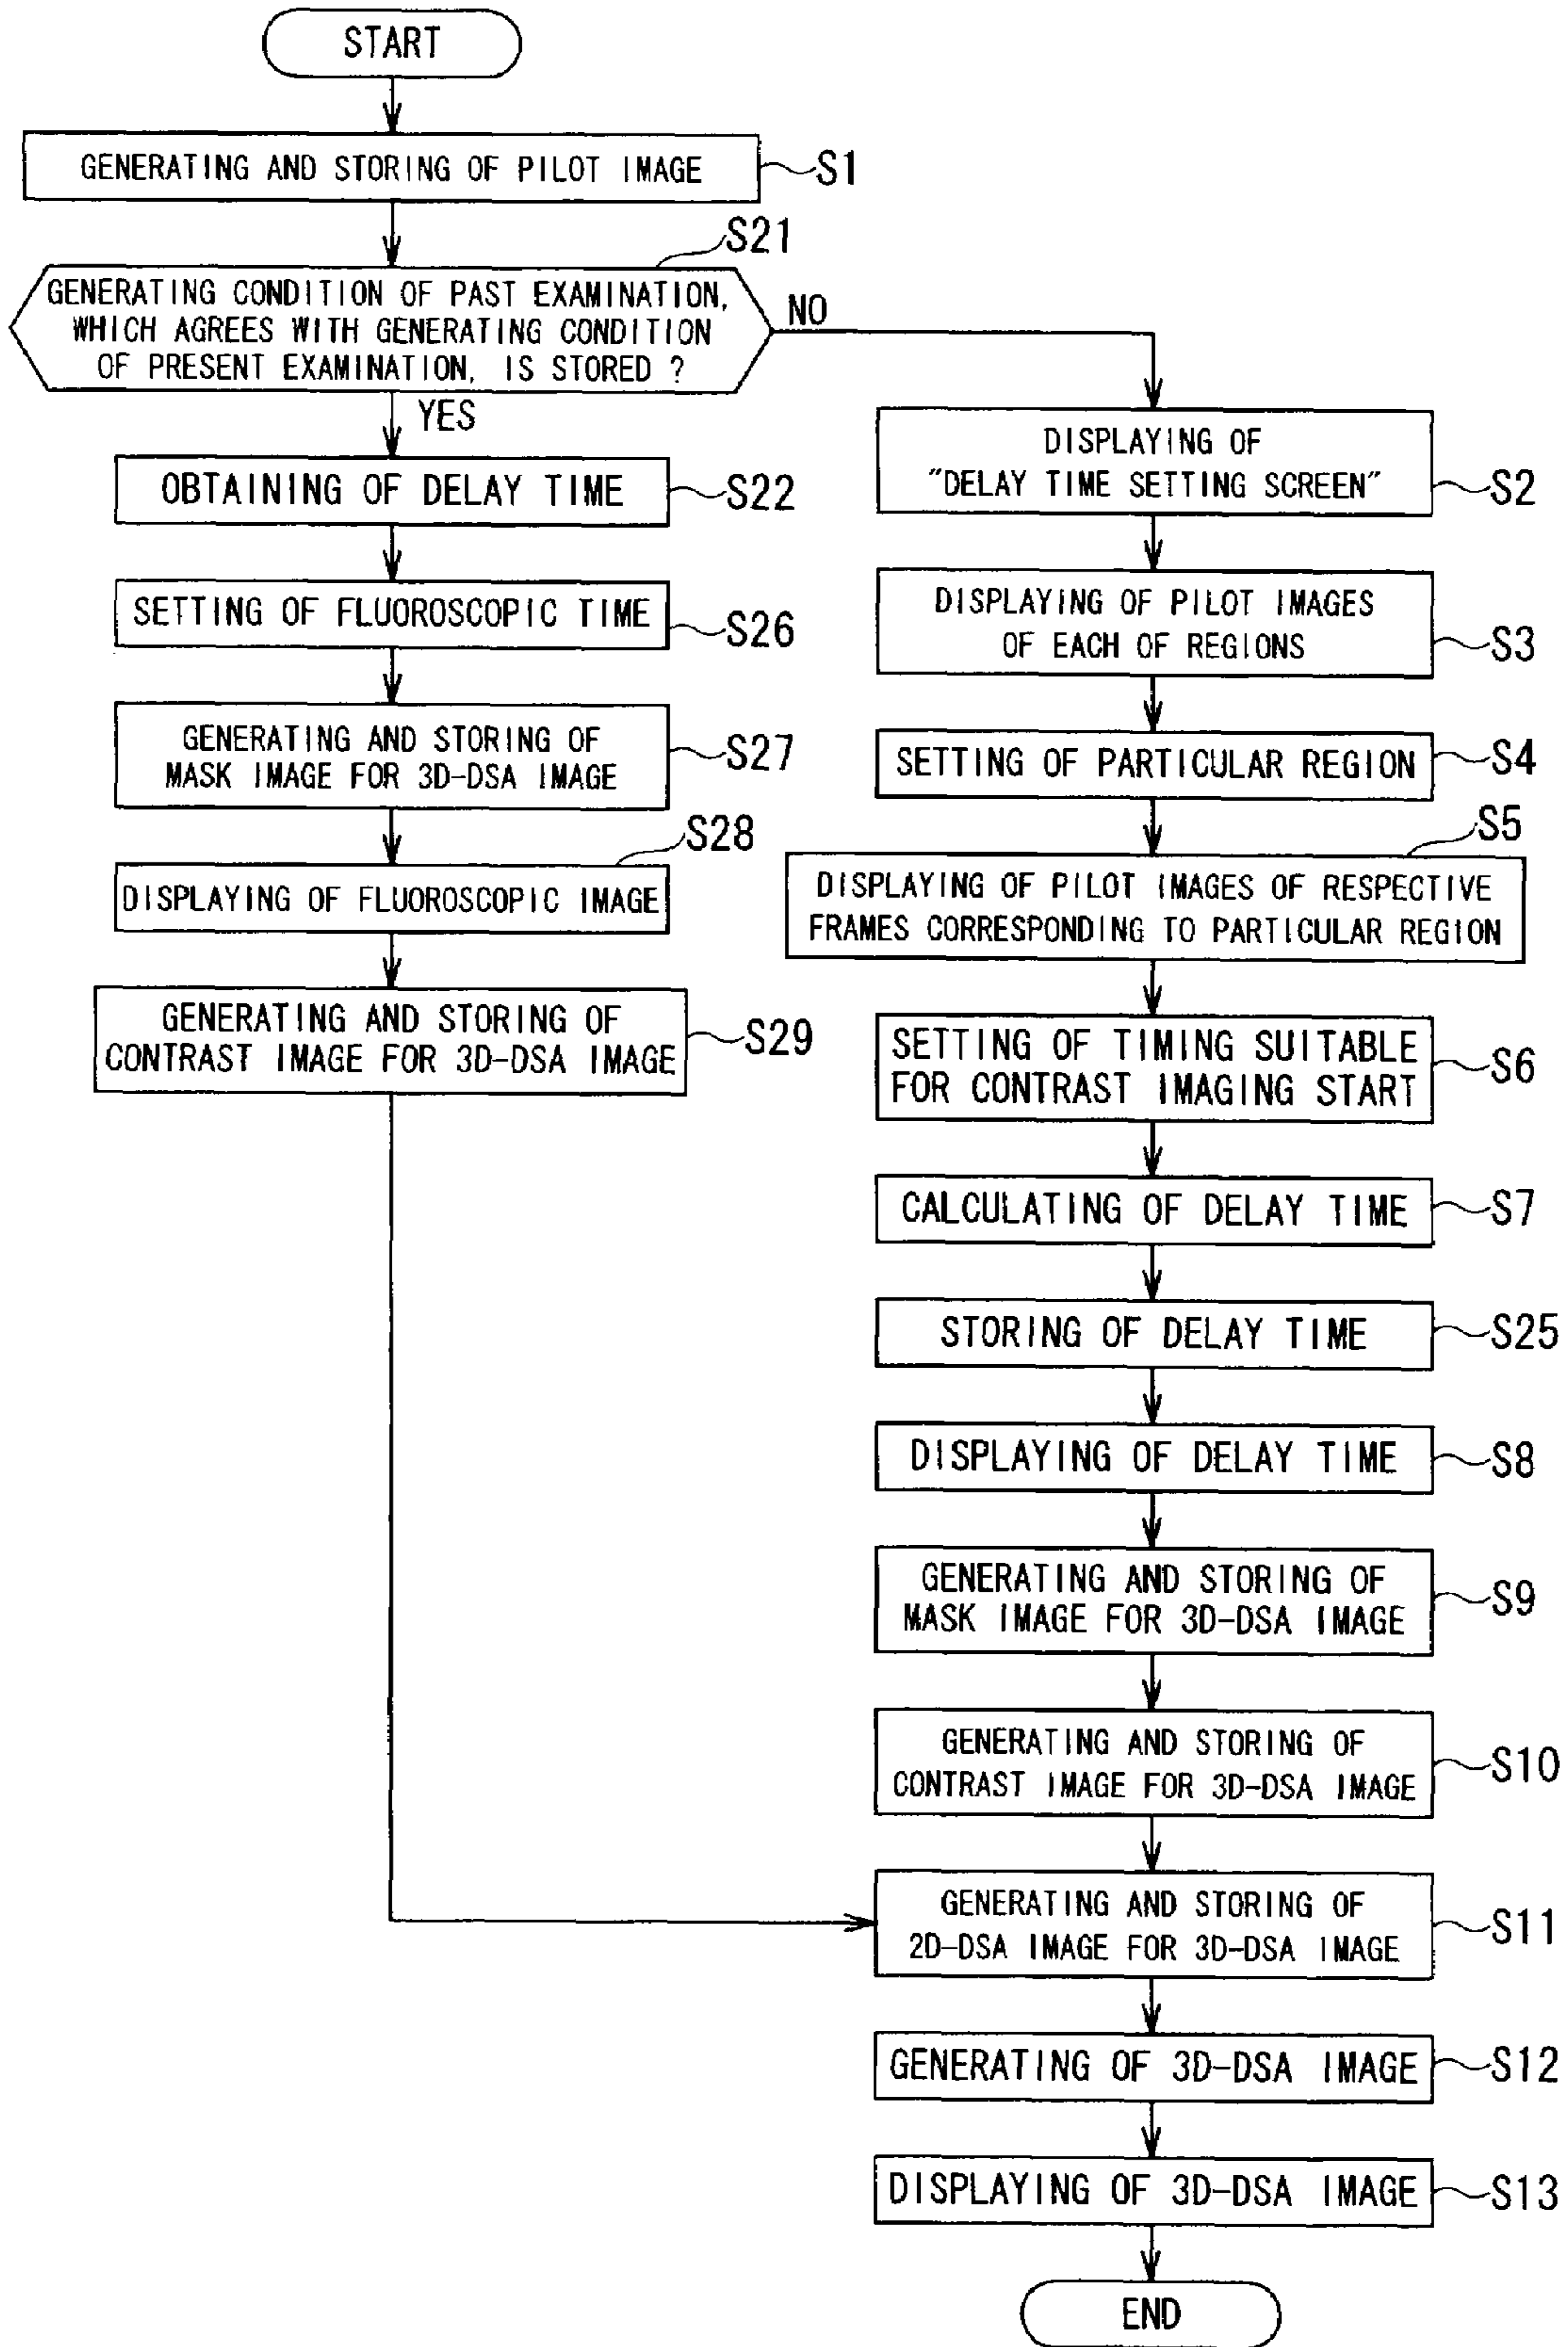 START
GENERATING AND STORING OF PILOT IMAGE
S1
S21
GENERATING CONDITION OF PAST EXAMINATION,
WHICH AGREES WITH GENERATING CONDITION
OF PRESENT EXAMINATION, IS STORED ?
NO
YES
OBTAINING OF DELAY TIME
S22
SETTING OF FLUOROSCOPIC TIME
S26
GENERATING AND STORING OF
MASK IMAGE FOR 3D-DSA IMAGE
S27
S28
DISPLAYING OF FLUOROSCOPIC IMAGE
GENERATING AND STORING OF
CONTRAST IMAGE FOR 3D-DSA IMAGE
S29
DISPLAYING OF
"DELAY TIME SETTING SCREEN"
S2
DISPLAYING OF PILOT IMAGES
OF EACH OF REGIONS
S3
SETTING OF PARTICULAR REGION
S4
S5
DISPLAYING OF PILOT IMAGES OF RESPECTIVE
FRAMES CORRESPONDING TO PARTICULAR REGION
SETTING OF TIMING SUITABLE
FOR CONTRAST IMAGING START
S6
CALCULATING OF DELAY TIME
S7
STORING OF DELAY TIME
S25
DISPLAYING OF DELAY TIME
S8
GENERATING AND STORING OF
MASK IMAGE FOR 3D-DSA IMAGE
S9
GENERATING AND STORING OF
CONTRAST IMAGE FOR 3D-DSA IMAGE
S10
GENERATING AND STORING OF
2D-DSA IMAGE FOR 3D-DSA IMAGE
S11
GENERATING OF 3D-DSA IMAGE
S12
DISPLAYING OF 3D-DSA IMAGE
S13
END